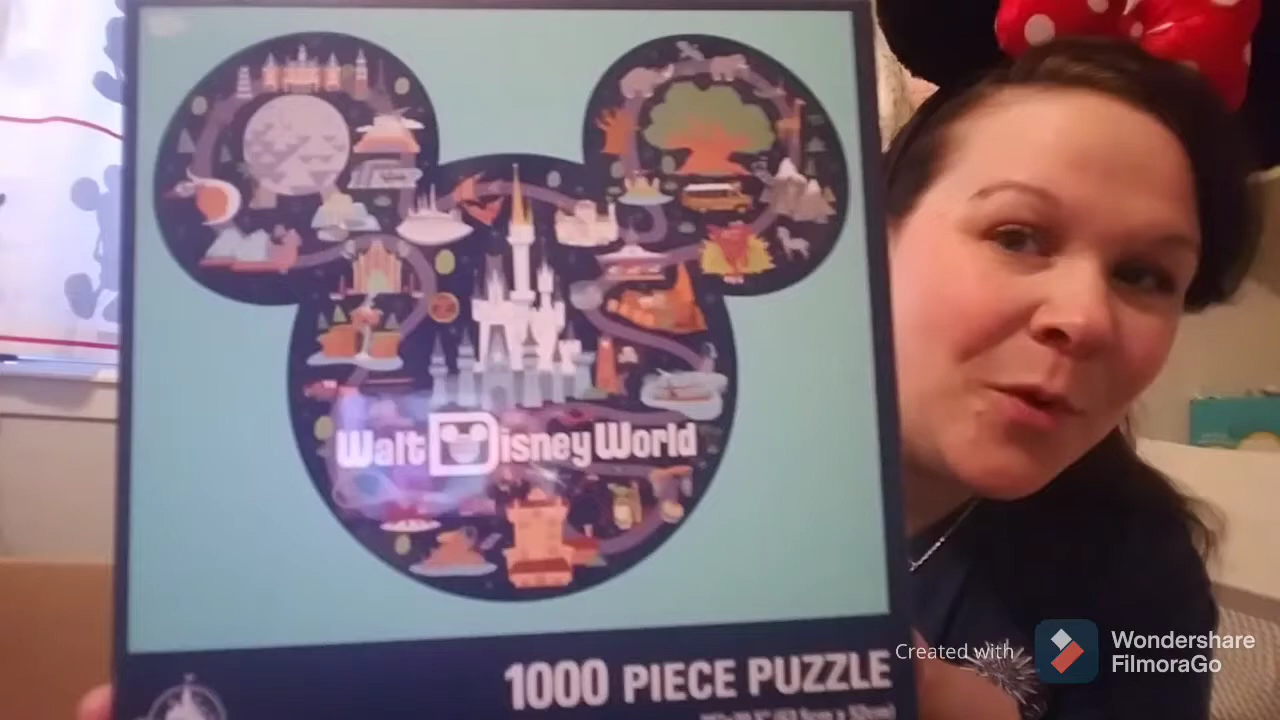 Walt Disney World
1000 PIECE PUZZLE
Created with
Wondershare
FilmoraGo